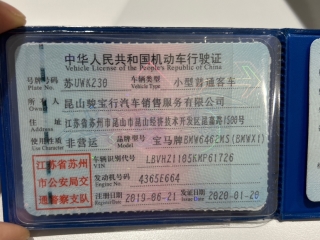 中华人民共和国机动车行驶证
Vehicle License of the People's Republic of China
号牌号码 苏UWK230 车辆类型 小型普通客车
Plate No. Vehicle Type
所有人 昆山骏宝行汽车销售服务有限公司
Owner
住址 江苏省苏州市昆山市昆山经济技术开发区前进东路1500号
Address
使用性质 非营运 品牌型号 宝马牌BMW6462MS(BMWX1)
Use Character Model
江苏省苏州 车辆识别代号 LBVHZ1105KMP61726
VIN
市公安局交 发动机号码 436SE664
Engine No.
通警察支队 注册日期 2019-06-21 发证日期 2020-01-20
Register Date Issue Date